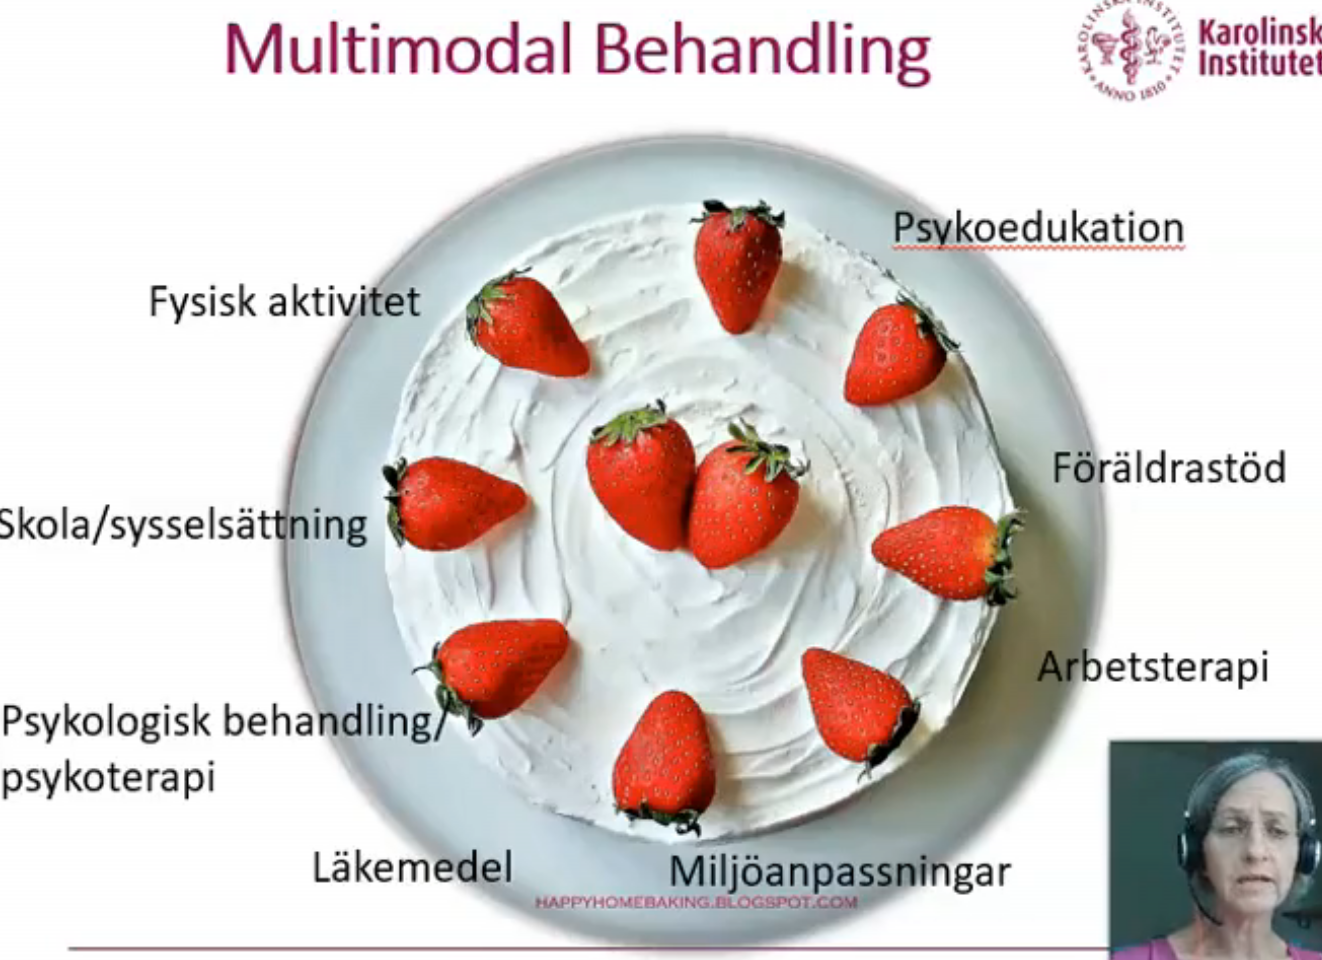 Multimodal Behandling
KAROLINSKA INSTITUTET
ANNO 1810
Karolinsk
Institutet
Psykoedukation
Fysisk aktivitet
Föräldrastöd
Skola/sysselsättning
Arbetsterapi
Psykologisk behandling/
psykoterapi
Läkemedel
Miljöanpassningar
HAPPYHOMEBAKING.BLOGSPOT.COM